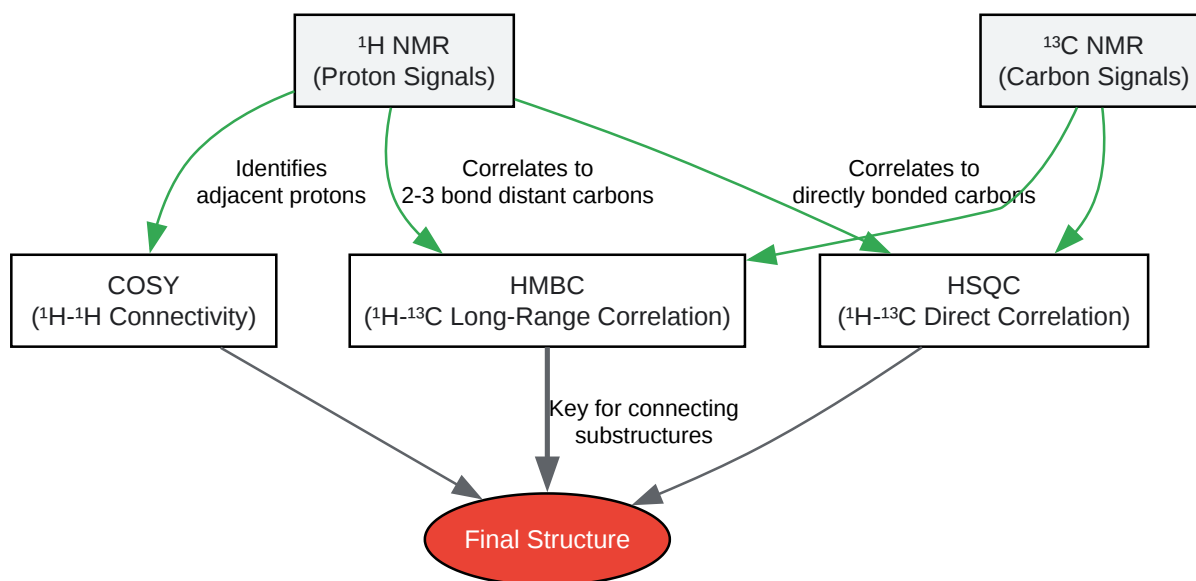 ¹H NMR
(Proton Signals)
¹³C NMR
(Carbon Signals)
Identifies
adjacent protons
Correlates to
2-3 bond distant carbons
Correlates to
directly bonded carbons
COSY
(¹H-¹H Connectivity)
HMBC
(¹H-¹³C Long-Range Correlation)
HSQC
(¹H-¹³C Direct Correlation)
Key for connecting
substructures
Final Structure